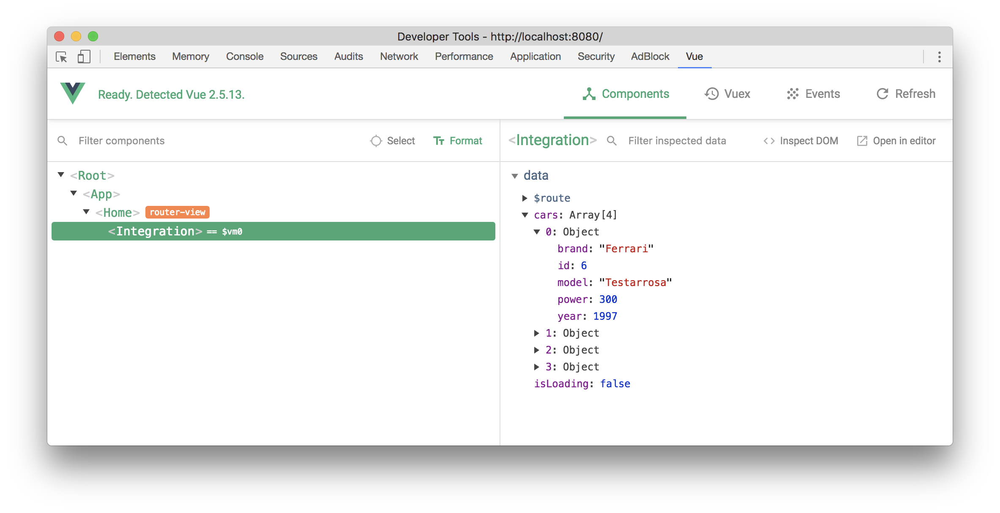 Developer Tools - http://localhost:8080/
Elements Memory Console Sources Audits Network Performance Application Security AdBlock Vue
Ready. Detected Vue 2.5.13.
Components Vuex Events Refresh
Filter components Select Format
<Integration> Filter inspected data Inspect DOM Open in editor
<Root>
<App>
<Home> router-view
<Integration> == $vm0
data
$route
cars: Array[4]
0: Object
brand: "Ferrari"
id: 6
model: "Testarrosa"
power: 300
year: 1997
1: Object
2: Object
3: Object
isLoading: false